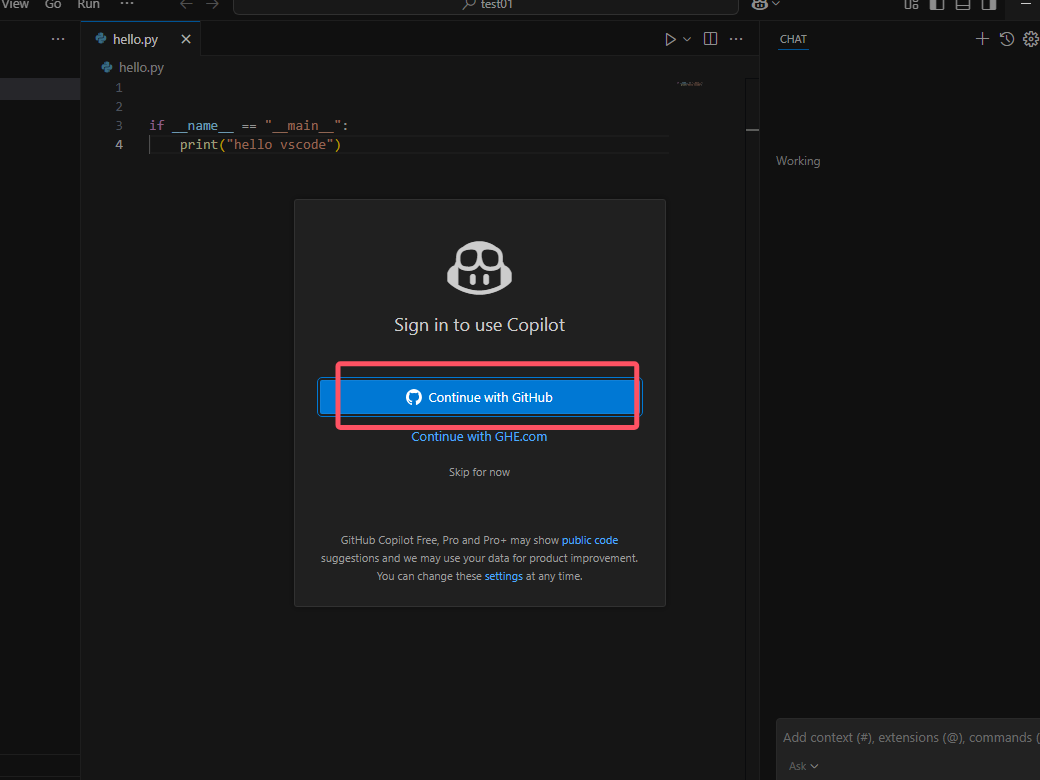 View Go Run ···
test01
hello.py
CHAT
hello.py
1
2
3 if __name__ == "__main__":
4 print("hello vscode")
Working
Sign in to use Copilot
Continue with GitHub
Continue with GHE.com
Skip for now
GitHub Copilot Free, Pro and Pro+ may show public code
suggestions and we may use your data for product improvement.
You can change these settings at any time.
Add context (#), extensions (@), commands (
Ask